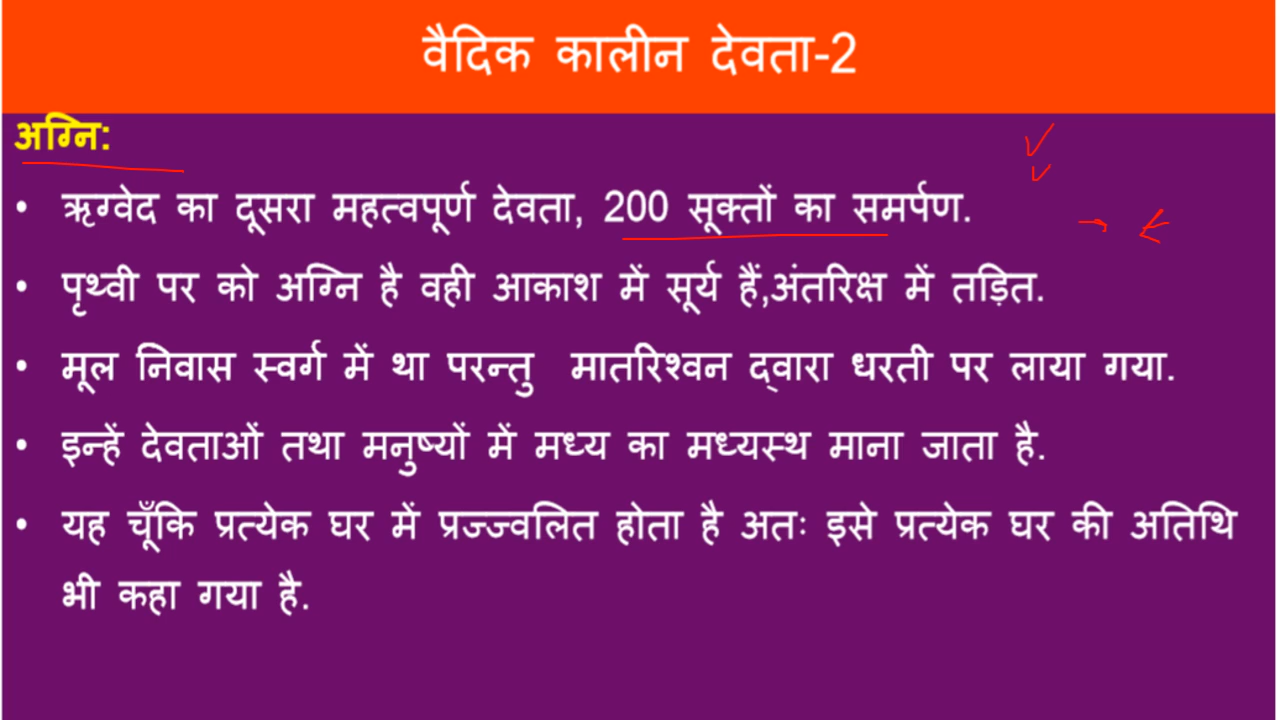 वैदिक कालीन देवता-2
अग्नि:
• ऋग्वेद का दूसरा महत्वपूर्ण देवता, 200 सूक्तों का समर्पण.
• पृथ्वी पर को अग्नि है वही आकाश में सूर्य हैं,अंतरिक्ष में तड़ित.
• मूल निवास स्वर्ग में था परन्तु मातरिश्वन द्वारा धरती पर लाया गया.
• इन्हें देवताओं तथा मनुष्यों में मध्य का मध्यस्थ माना जाता है.
• यह चूँकि प्रत्येक घर में प्रज्ज्वलित होता है अतः इसे प्रत्येक घर की अतिथि
भी कहा गया है.